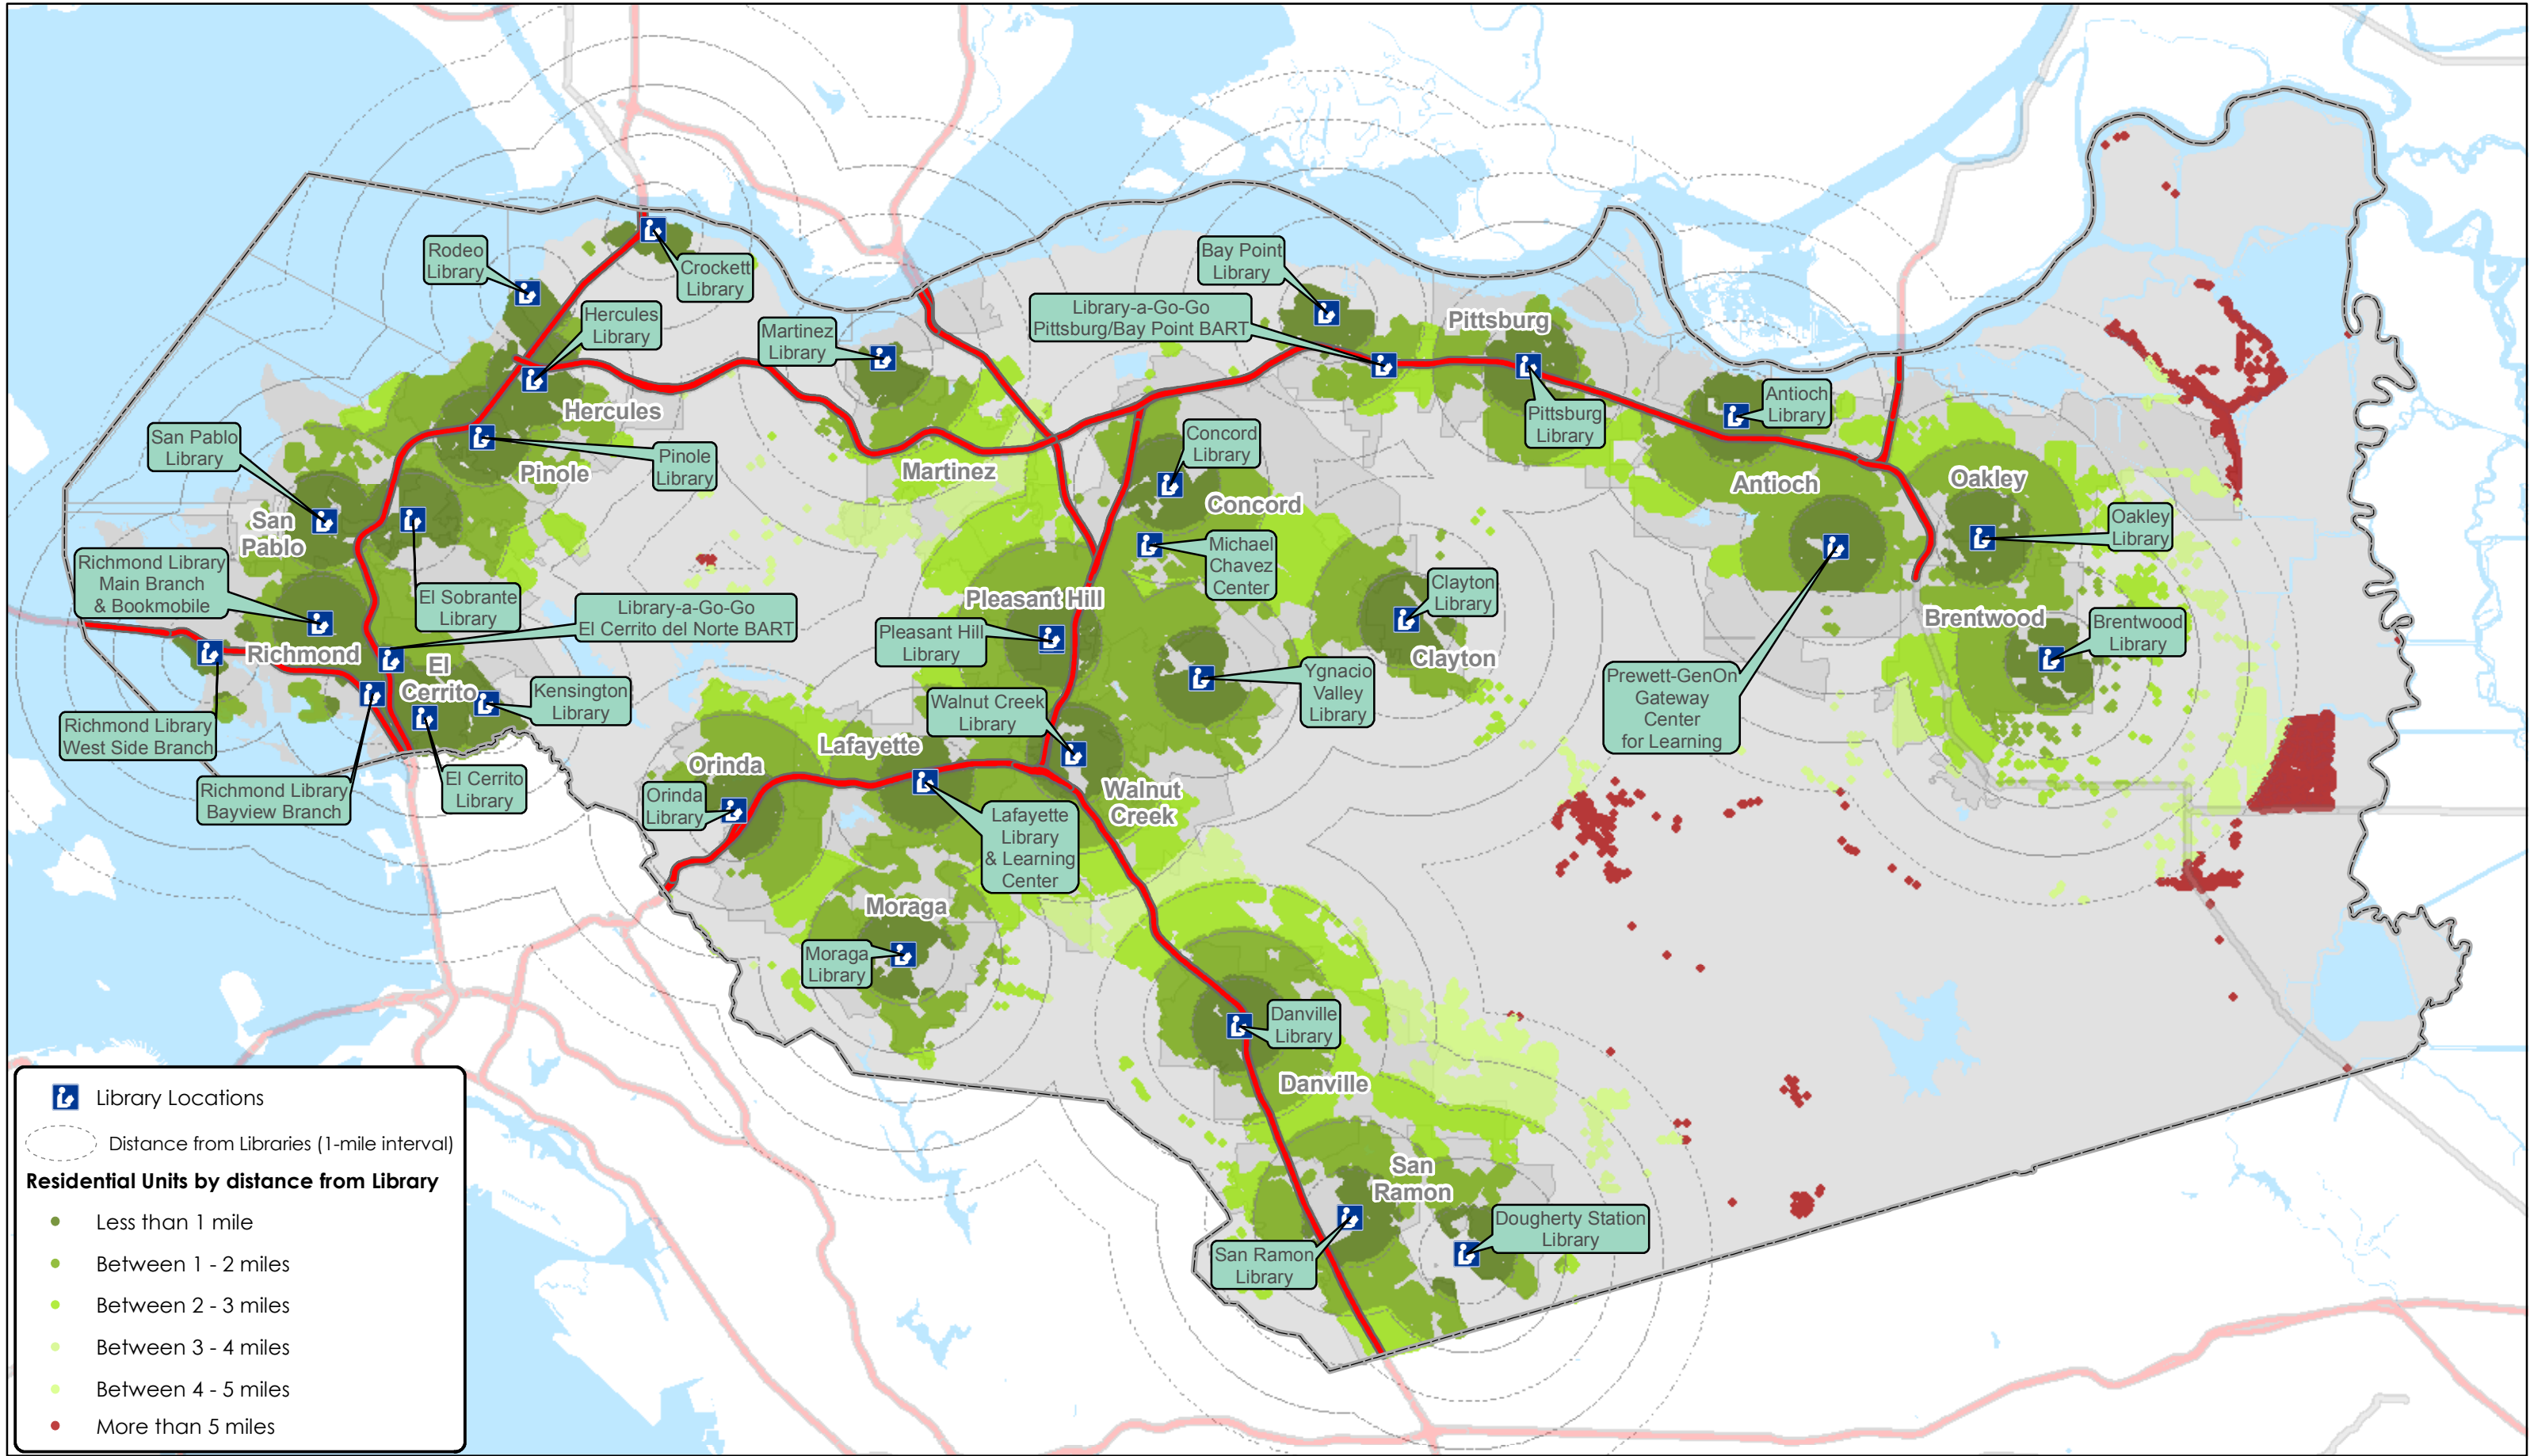 Rodeo
Library
Crockett
Library
Hercules
Library
Martinez
Library
Bay Point
Library
Library-a-Go-Go
Pittsburg/Bay Point BART
Pittsburg
Pittsburg
Library
Antioch
Library
Hercules
San Pablo
Library
Pinole
Library
Pinole
Martinez
Concord
Library
Concord
Antioch
Oakley
Oakley
Library
San
Pablo
Richmond Library
Main Branch
& Bookmobile
El Sobrante
Library
Library-a-Go-Go
El Cerrito del Norte BART
Michael
Chavez
Center
Pleasant Hill
Pleasant Hill
Library
Clayton
Library
Clayton
Brentwood
Brentwood
Library
Richmond
El
Cerrito
Kensington
Library
Ygnacio
Valley
Library
Prewett-GenOn
Gateway
Center
for Learning
Richmond Library
West Side Branch
Walnut Creek
Library
Lafayette
Orinda
Richmond Library
Bayview Branch
El Cerrito
Library
Orinda
Library
Walnut
Creek
Lafayette
Library
& Learning
Center
Moraga
Moraga
Library
Danville
Library
Danville
San
Ramon
San Ramon
Library
Dougherty Station
Library
Library Locations
Distance from Libraries (1-mile interval)
Residential Units by distance from Library
Less than 1 mile
Between 1 - 2 miles
Between 2 - 3 miles
Between 3 - 4 miles
Between 4 - 5 miles
More than 5 miles